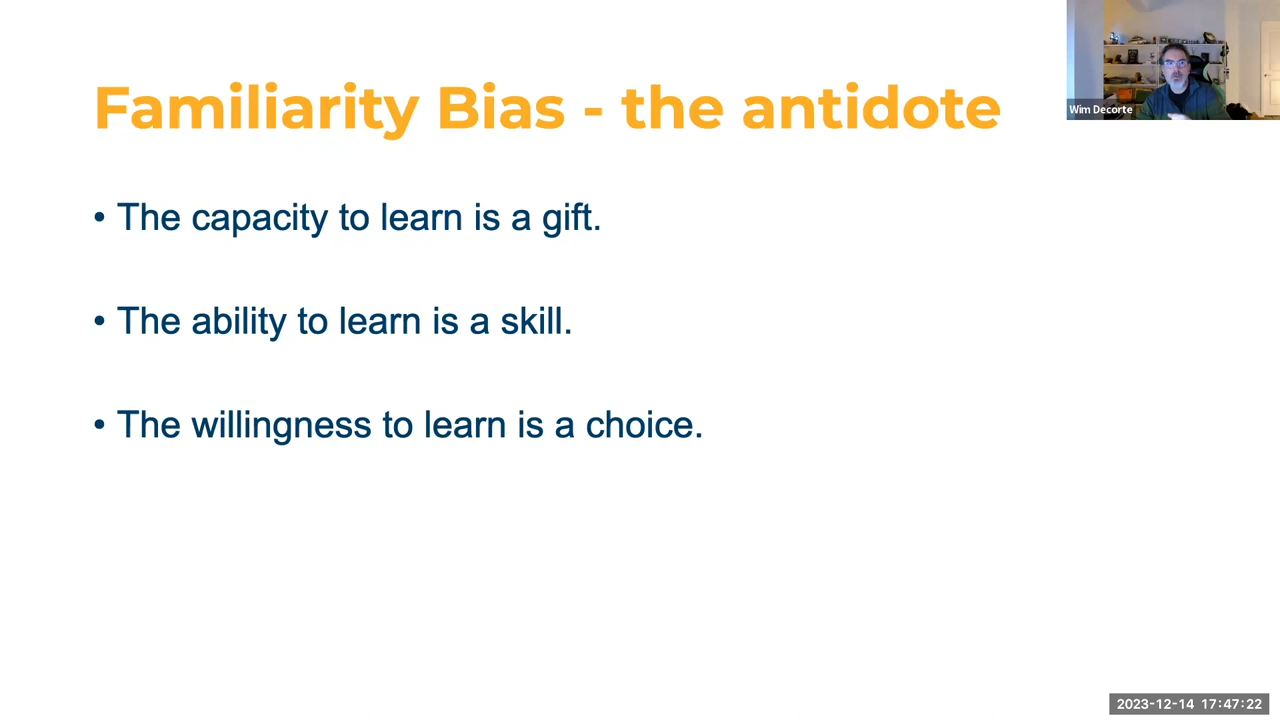 Familiarity Bias - the antidote
Wim Decorte
• The capacity to learn is a gift.
• The ability to learn is a skill.
• The willingness to learn is a choice.
2023-12-14 17:47:22